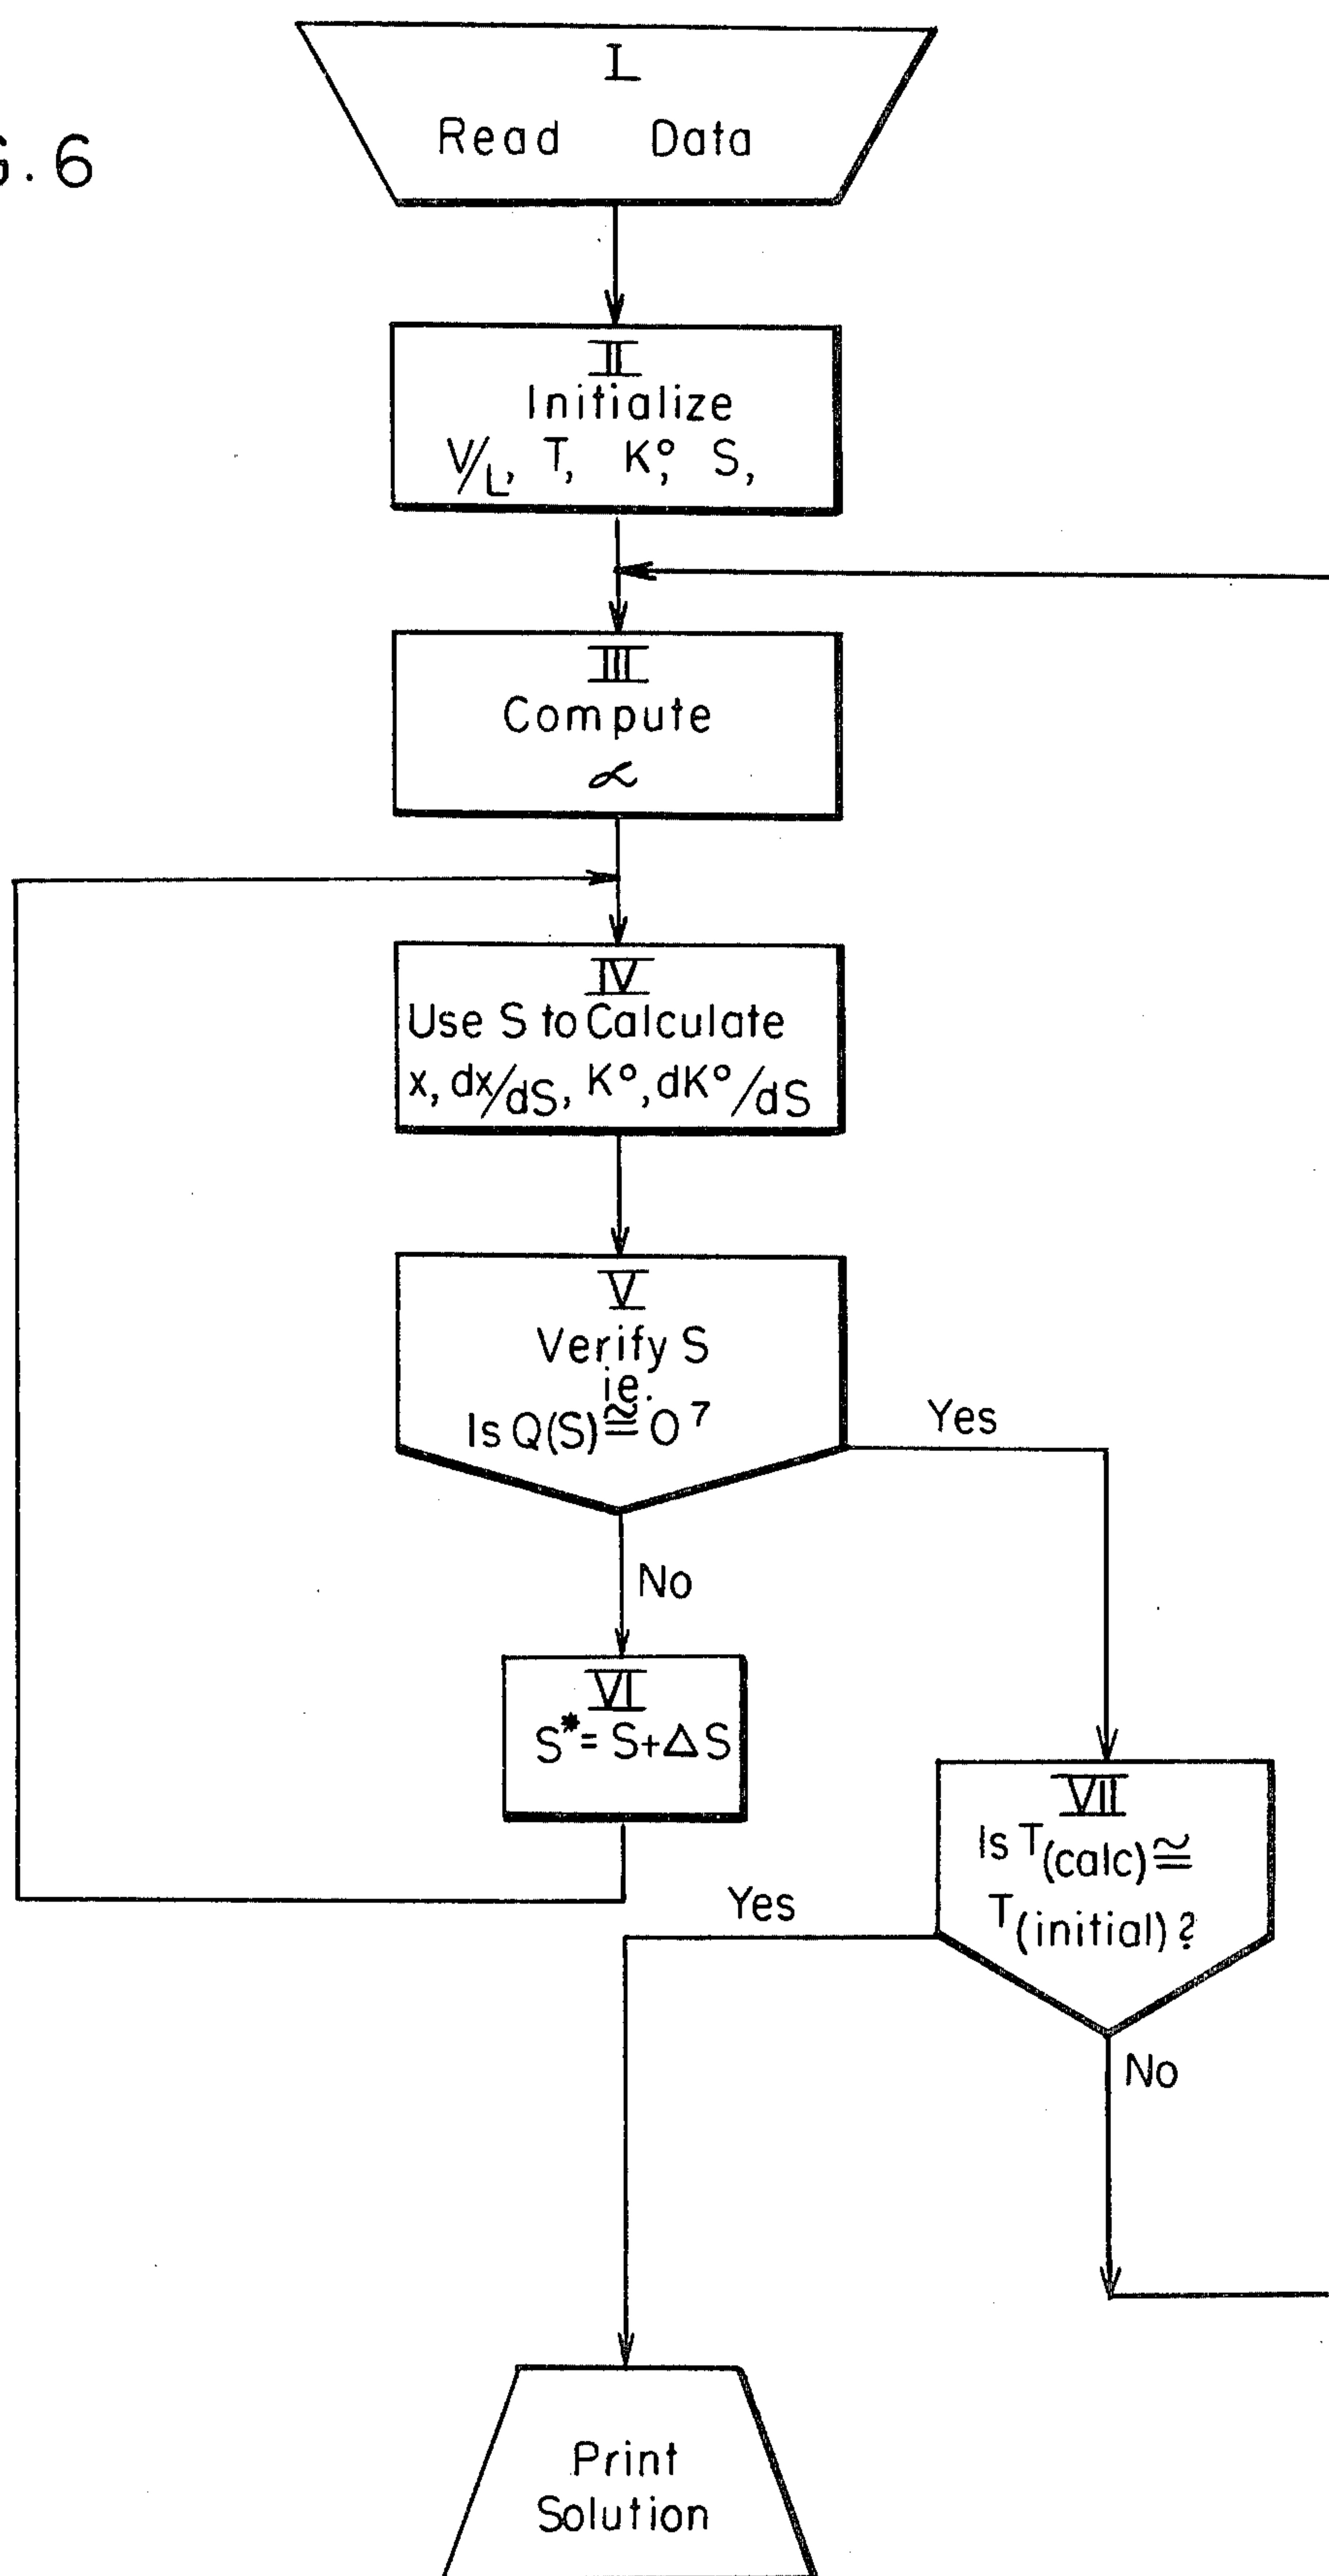 G.6
I
Read Data
II
Initialize
V/L, T, K°, S,
III
Compute
∝
IV
Use S to Calculate
x, dx/dS, K°, dK°/dS
V
Verify S
ie.
Is Q(S)≅0?
Yes
No
VI
S*= S+ΔS
VII
Is T(calc)≅
T(initial)?
Yes
No
Print
Solution